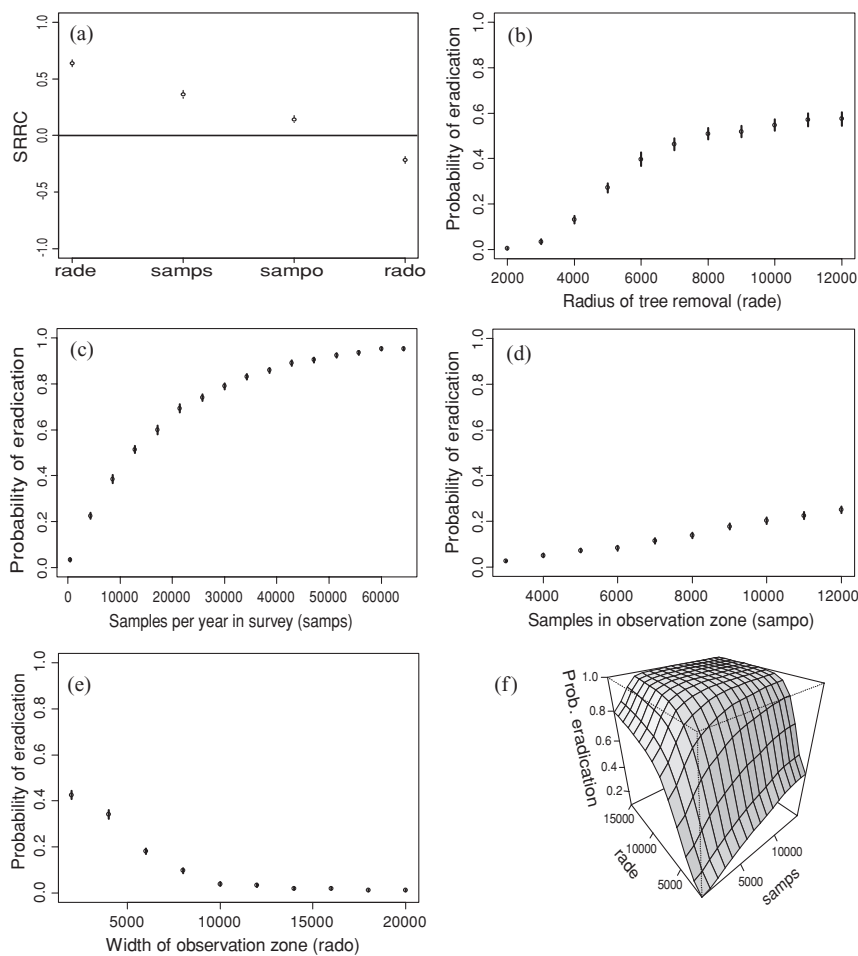 (a)
SRRC
1.0
0.5
0.0
-0.5
-1.0
rade samps sampo rado
(b)
Probability of eradication
1.0
0.8
0.6
0.4
0.2
0.0
2000 4000 6000 8000 10000 12000
Radius of tree removal (rade)
(c)
Probability of eradication
1.0
0.8
0.6
0.4
0.2
0.0
0 10000 20000 30000 40000 50000 60000
Samples per year in survey (samps)
(d)
Probability of eradication
1.0
0.8
0.6
0.4
0.2
0.0
4000 6000 8000 10000 12000
Samples in observation zone (sampo)
(e)
Probability of eradication
1.0
0.8
0.6
0.4
0.2
0.0
5000 10000 15000 20000
Width of observation zone (rado)
(f)
Prob. eradication
1.0
0.8
0.6
0.4
0.2
15000
10000
5000
rade
5000
10000
samps